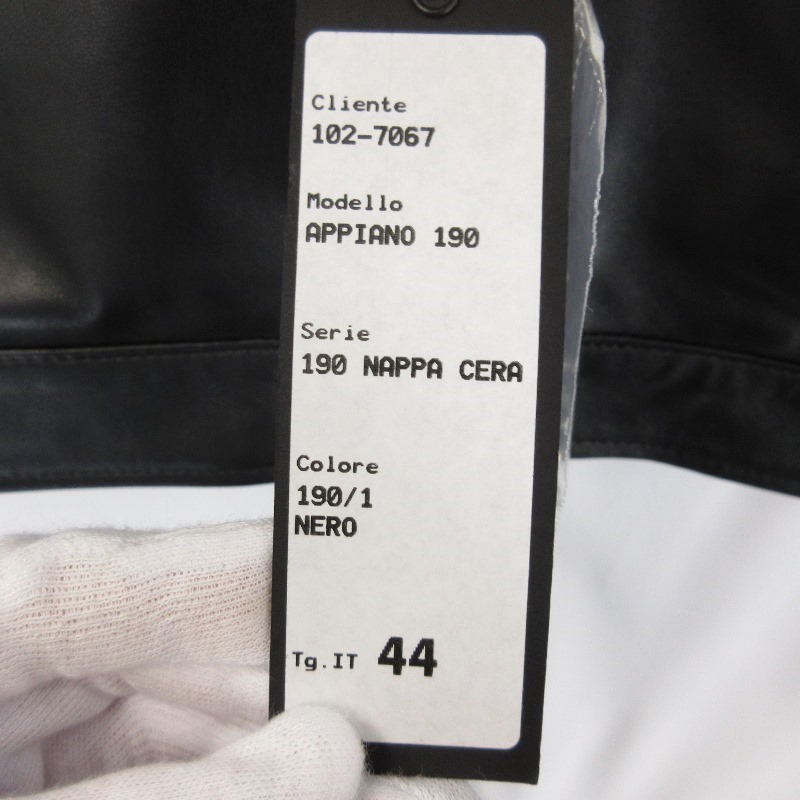 Cliente
102-7067
Modello
APPIANO 190
Serie
190 NAPPA CERA
Colore
190/1
NERO
Tg.IT 44